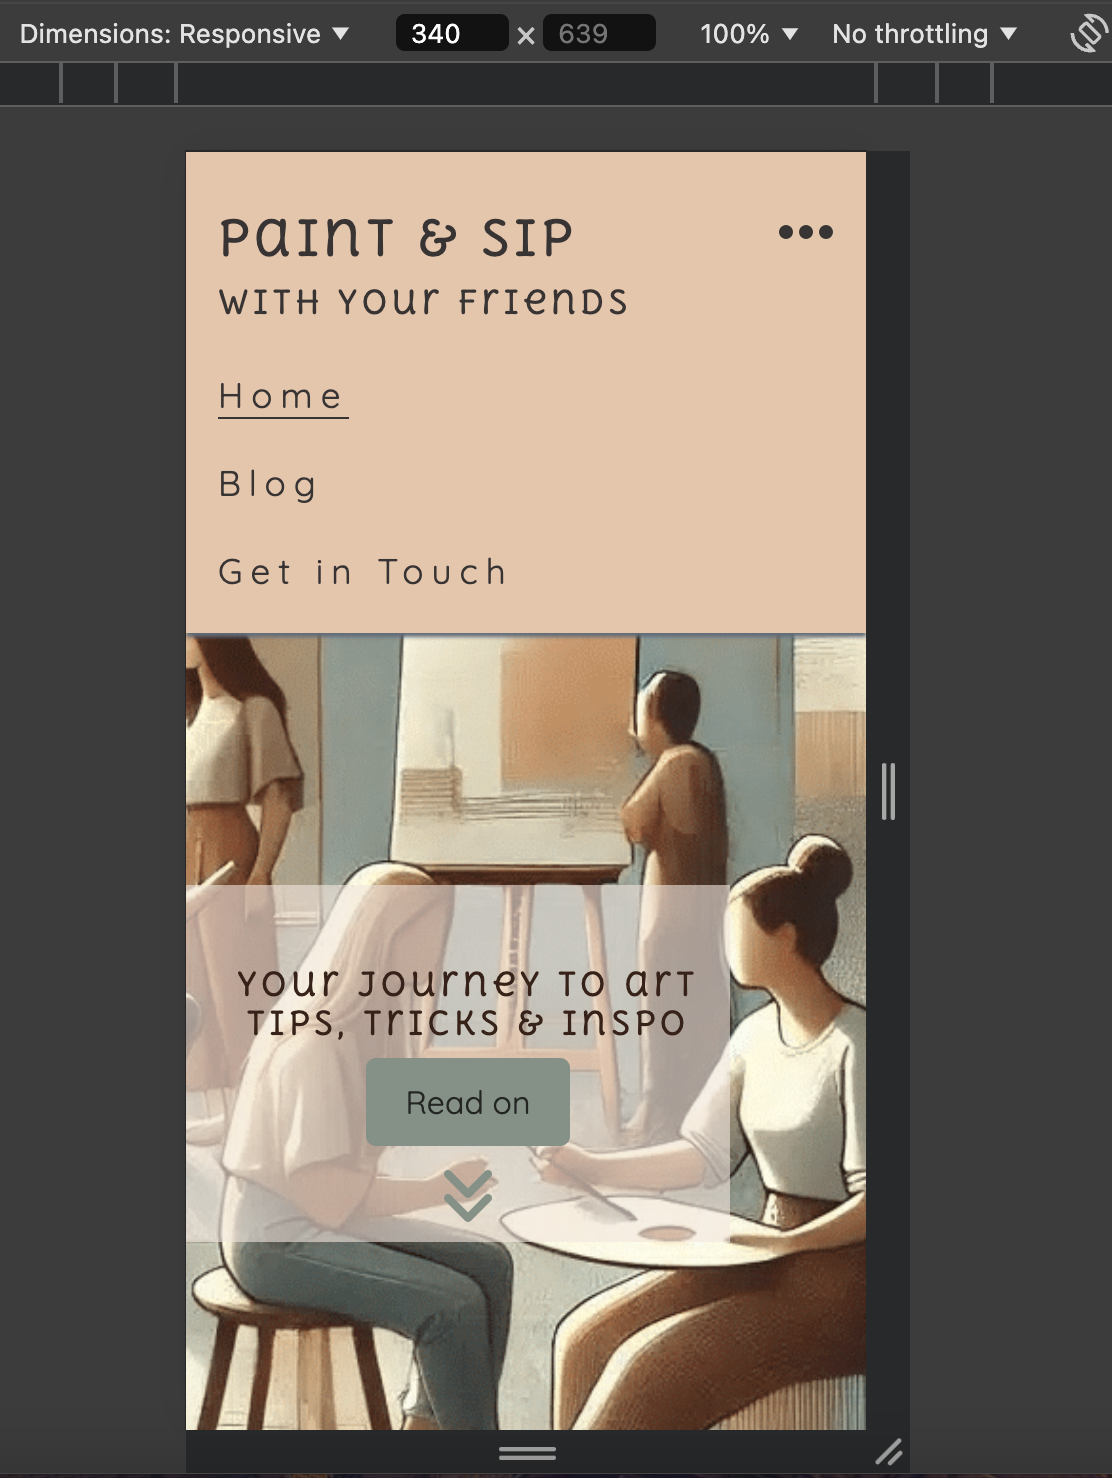 Dimensions: Responsive ▼ 340 × 639 100% ▼ No throttling ▼
PaInT & SIP
WITH Your FrIenDS
Home
Blog
Get in Touch
Your Journey To arT
TIPS, TrICKS & InSPO
Read on